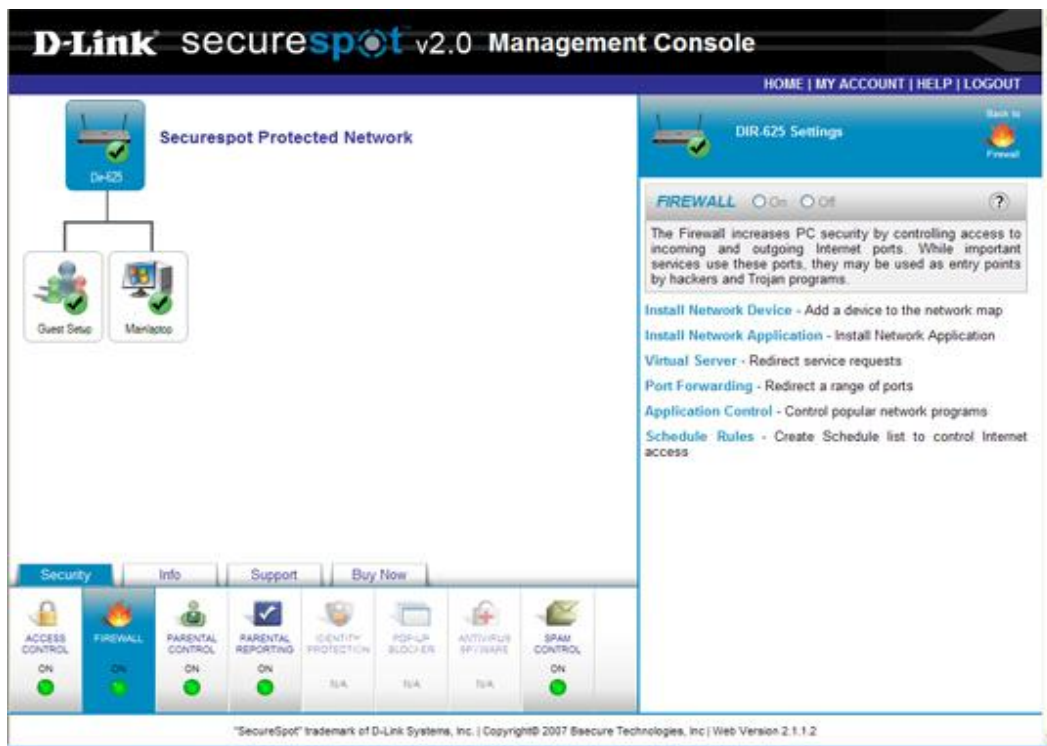 D-Link securespot v2.0 Management Console
HOME | MY ACCOUNT | HELP | LOGOUT
Dir-625
Securespot Protected Network
Guest Setup
Mainlaptop
DIR-625 Settings
Back to
Firewall
FIREWALL On Off ?
The Firewall increases PC security by controlling access to
incoming and outgoing Internet ports. While important
services use these ports, they may be used as entry points
by hackers and Trojan programs.
Install Network Device - Add a device to the network map
Install Network Application - Install Network Application
Virtual Server - Redirect service requests
Port Forwarding - Redirect a range of ports
Application Control - Control popular network programs
Schedule Rules - Create Schedule list to control Internet
access
Security Info Support Buy Now
ACCESS
CONTROL
ON
FIREWALL
ON
PARENTAL
CONTROL
ON
PARENTAL
REPORTING
ON
IDENTITY
PROTECTION
N/A
POP-UP
BLOCKER
N/A
ANTIVIRUS
SPYWARE
N/A
SPAM
CONTROL
ON
"SecureSpot" trademark of D-Link Systems, Inc. | Copyright© 2007 Bsecure Technologies, Inc | Web Version 2.1.1.2